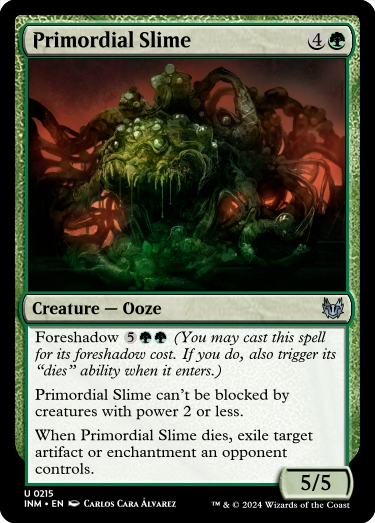 Primordial Slime 4
Creature — Ooze
Foreshadow 5 (You may cast this spell
for its foreshadow cost. If you do, also trigger its
“dies” ability when it enters.)
Primordial Slime can’t be blocked by
creatures with power 2 or less.
When Primordial Slime dies, exile target
artifact or enchantment an opponent
controls.
5/5
U 0215
INM • EN Carlos Cara Álvarez ™ & © 2024 Wizards of the Coast